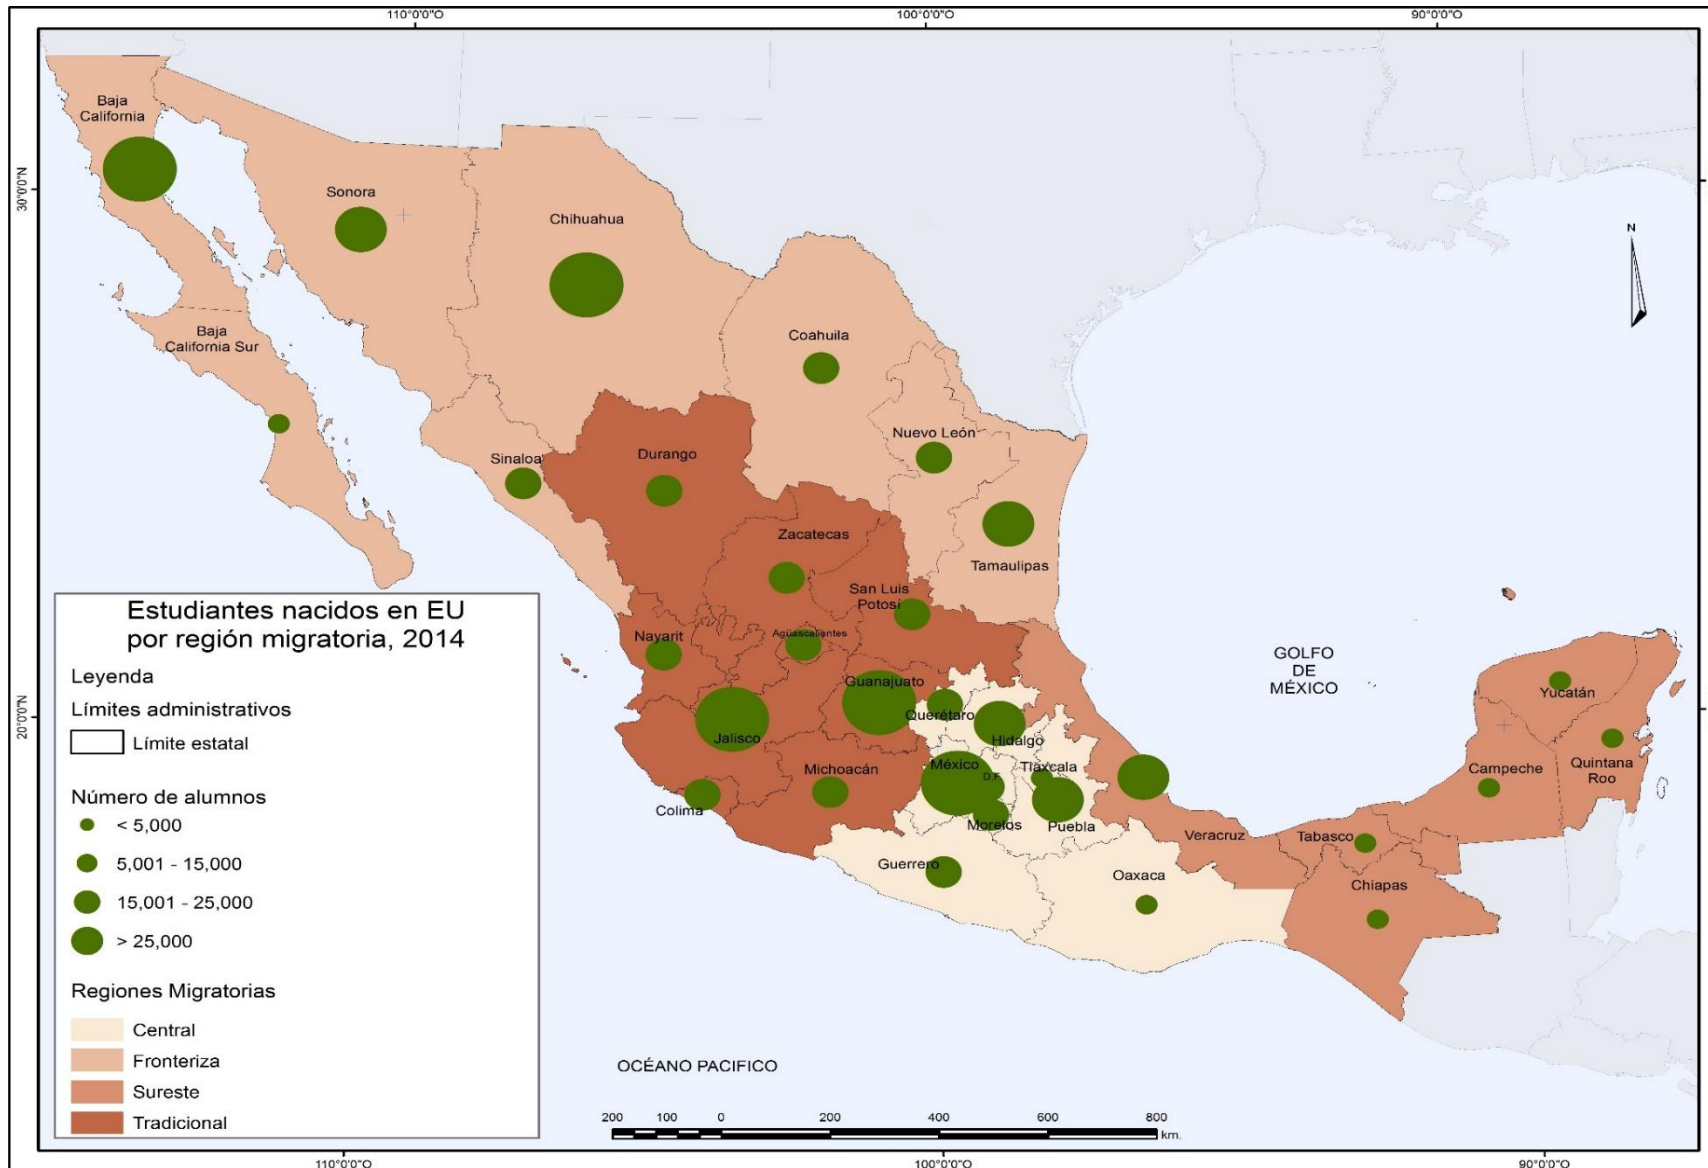 110°0'0"O
100°0'0"O
90°0'0"O
30°0'0"N
20°0'0"N
Baja
California
Sonora
Chihuahua
Coahuila
Baja
California Sur
Nuevo León
Sinaloa
Durango
Tamaulipas
Zacatecas
San Luis
Potosí
Nayarit
Aguascalientes
Guanajuato
Querétaro
Jalisco
Hidalgo
Michoacán
México
Tlaxcala
D.F.
Colima
Morelos
Puebla
Veracruz
Guerrero
Oaxaca
Tabasco
Chiapas
Campeche
Yucatán
Quintana
Roo
N
GOLFO
DE
MÉXICO
OCÉANO PACIFICO
Estudiantes nacidos en EU
por región migratoria, 2014
Leyenda
Límites administrativos
Límite estatal
Número de alumnos
< 5,000
5,001 - 15,000
15,001 - 25,000
> 25,000
Regiones Migratorias
Central
Fronteriza
Sureste
Tradicional
200 100 0 200 400 600 800
km.
110°0'0"O
100°0'0"O
90°0'0"O